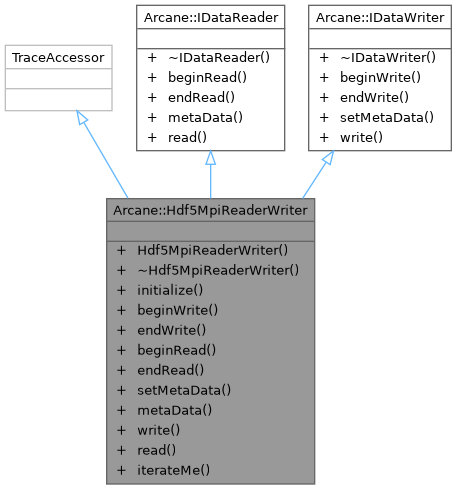 TraceAccessor
Arcane::IDataReader
+ ~IDataReader()
+ beginRead()
+ endRead()
+ metaData()
+ read()
Arcane::IDataWriter
+ ~IDataWriter()
+ beginWrite()
+ endWrite()
+ setMetaData()
+ write()
Arcane::Hdf5MpiReaderWriter
+ Hdf5MpiReaderWriter()
+ ~Hdf5MpiReaderWriter()
+ initialize()
+ beginWrite()
+ endWrite()
+ beginRead()
+ endRead()
+ setMetaData()
+ metaData()
+ write()
+ read()
+ iterateMe()